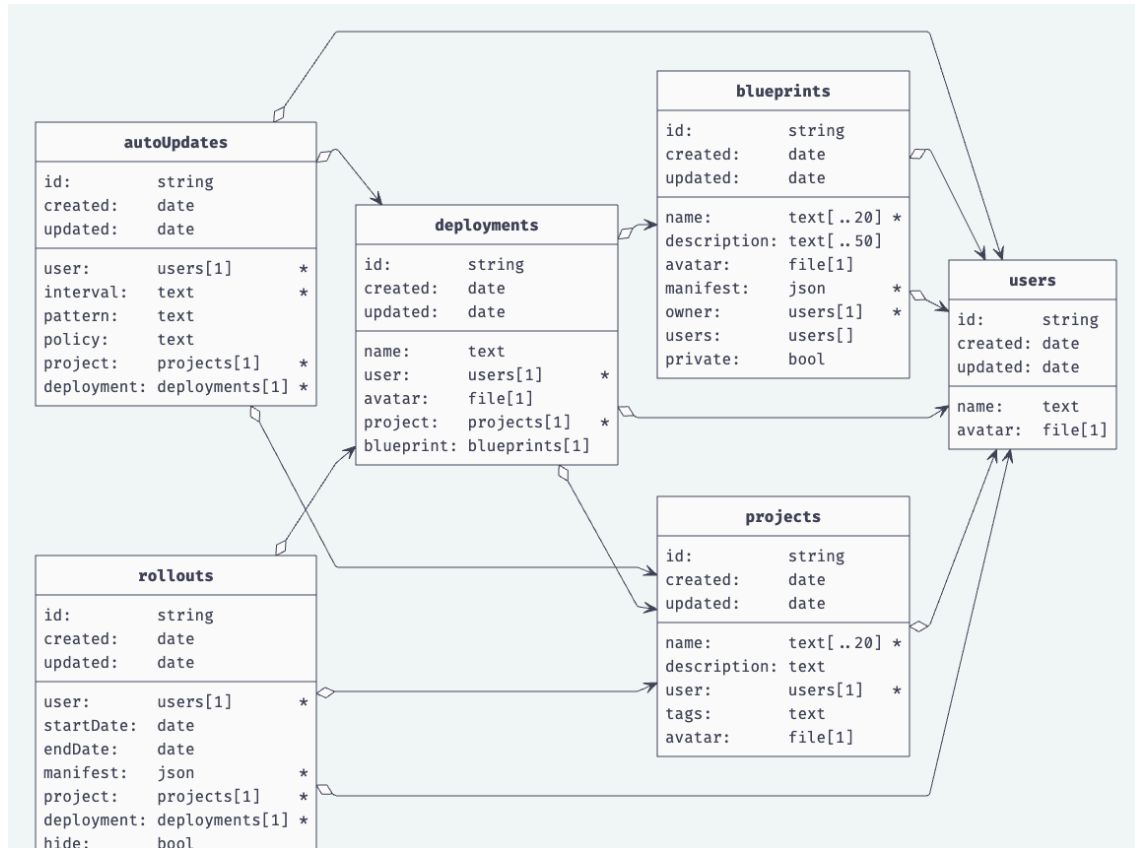 autoUpdates
id: string
created: date
updated: date
user: users[1] *
interval: text *
pattern: text
policy: text
project: projects[1] *
deployment: deployments[1] *
deployments
id: string
created: date
updated: date
name: text
user: users[1] *
avatar: file[1]
project: projects[1] *
blueprint: blueprints[1]
blueprints
id: string
created: date
updated: date
name: text[..20] *
description: text[..50]
avatar: file[1]
manifest: json *
owner: users[1] *
users: users[]
private: bool
users
id: string
created: date
updated: date
name: text
avatar: file[1]
rollouts
id: string
created: date
updated: date
user: users[1] *
startDate: date
endDate: date
manifest: json *
project: projects[1] *
deployment: deployments[1] *
hide: bool
projects
id: string
created: date
updated: date
name: text[..20] *
description: text
user: users[1] *
tags: text
avatar: file[1]